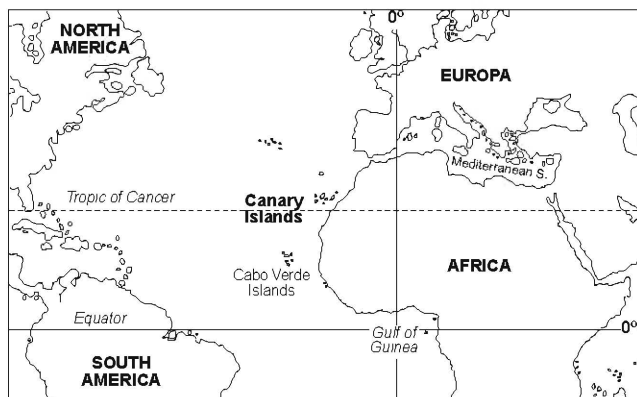 0°
NORTH
AMERICA
EUROPA
Mediterranean S.
Tropic of Cancer
Canary
Islands
AFRICA
Cabo Verde
Islands
Equator
Gulf of
Guinea
0°
SOUTH
AMERICA